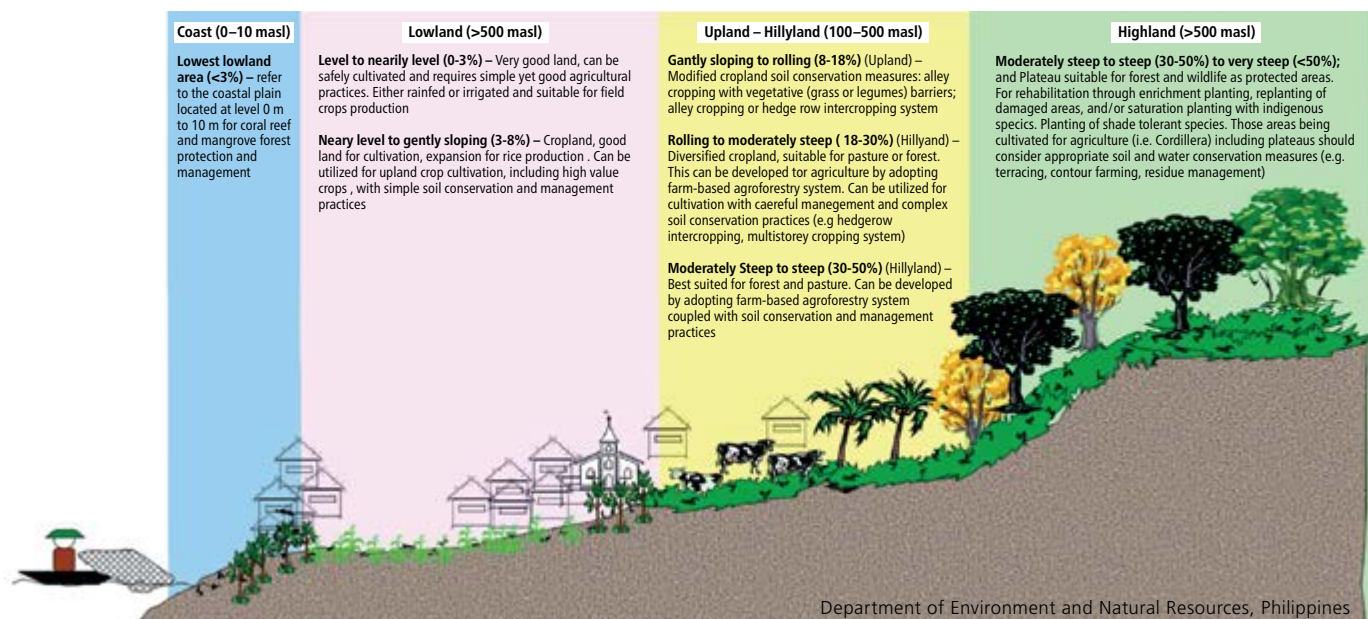 Coast (0–10 masl)
Lowest lowland
area (<3%) – refer
to the coastal plain
located at level 0 m
to 10 m for coral reef
and mangrove forest
protection and
management
Lowland (>500 masl)
Level to nearily level (0-3%) – Very good land, can be
safely cultivated and requires simple yet good agricultural
practices. Either rainfed or irrigated and suitable for field
crops production
Neary level to gently sloping (3-8%) – Cropland, good
land for cultivation, expansion for rice production . Can be
utilized for upland crop cultivation, including high value
crops , with simple soil conservation and management
practices
Upland – Hillyland (100–500 masl)
Gantly sloping to rolling (8-18%) (Upland) –
Modified cropland soil conservation measures: alley
cropping with vegetative (grass or legumes) barriers;
alley cropping or hedge row intercropping system
Rolling to moderately steep ( 18-30%) (Hillyand) –
Diversified cropland, suitable for pasture or forest.
This can be developed tor agriculture by adopting
farm-based agroforestry system. Can be utilized for
cultivation with caereful manegement and complex
soil conservation practices (e.g hedgerow
intercropping, multistorey cropping system)
Moderately Steep to steep (30-50%) (Hillyland) –
Best suited for forest and pasture. Can be developed
by adopting farm-based agroforestry system
coupled with soil conservation and management
practices
Highland (>500 masl)
Moderately steep to steep (30-50%) to very steep (<50%);
and Plateau suitable for forest and wildlife as protected areas.
For rehabilitation through enrichment planting, replanting of
damaged areas, and/or saturation planting with indigenous
specics. Planting of shade tolerant species. Those areas being
cultivated for agriculture (i.e. Cordillera) including plateaus should
consider appropriate soil and water conservation measures (e.g.
terracing, contour farming, residue management)
Department of Environment and Natural Resources, Philippines